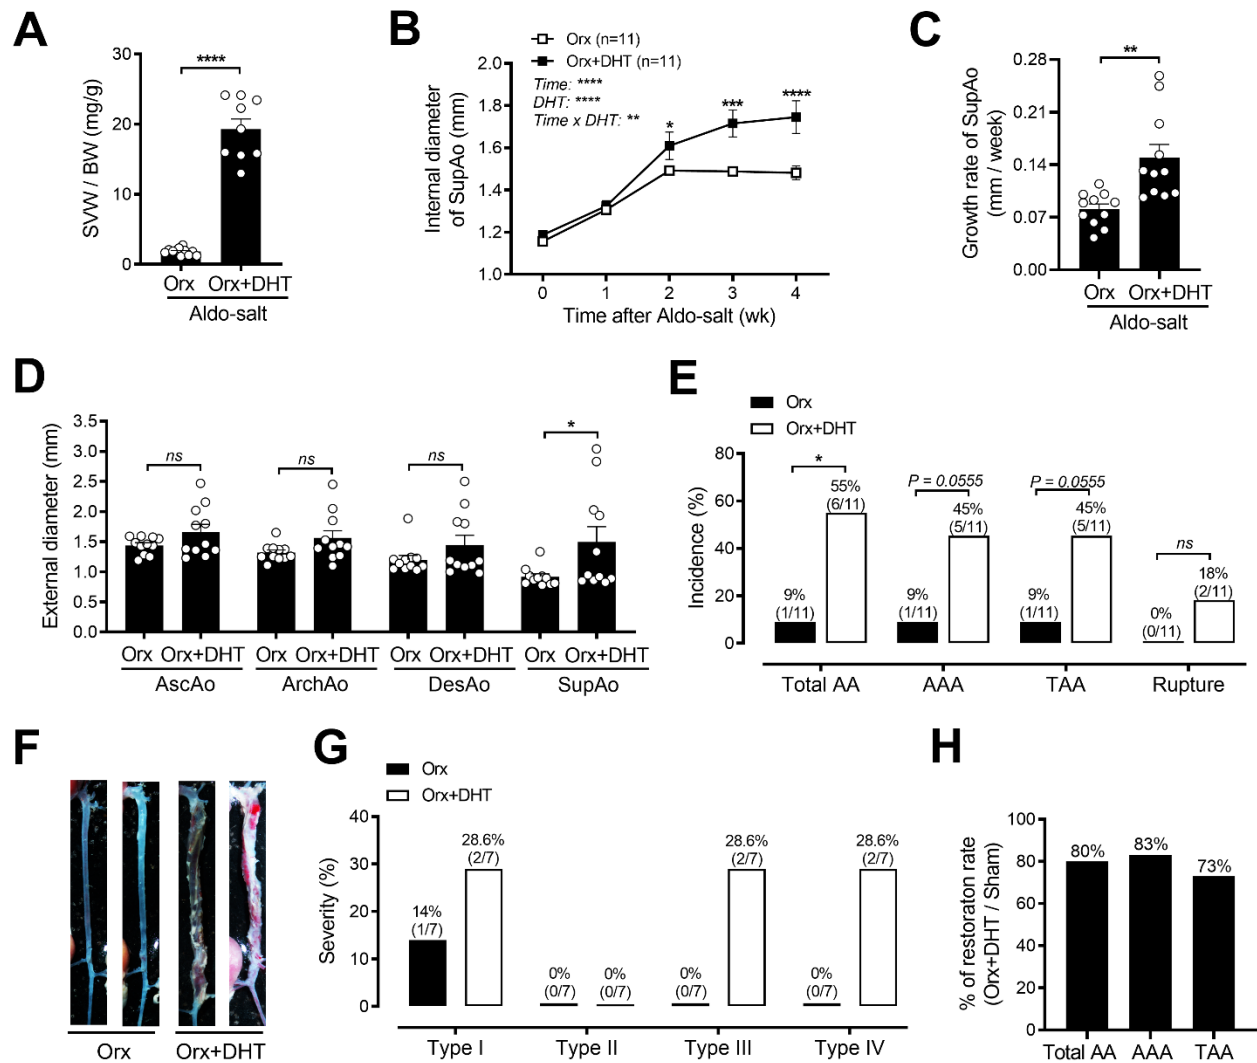 A
SVW / BW (mg/g)
30
20
10
0
****
Orx Orx+DHT
Aldo-salt
B
Orx (n=11)
Orx+DHT (n=11)
Time: ****
DHT: ****
Time x DHT: **
Internal diameter
of SupAo (mm)
2.0
1.8
1.6
1.4
1.2
1.0
*
***
****
0 1 2 3 4
Time after Aldo-salt (wk)
C
Growth rate of SupAo
(mm / week)
0.28
0.21
0.14
0.07
0.00
**
Orx Orx+DHT
Aldo-salt
D
External diameter (mm)
3.5
3.0
2.5
2.0
1.5
1.0
0.5
0.0
ns ns ns *
Orx Orx+DHT Orx Orx+DHT Orx Orx+DHT Orx Orx+DHT
AscAo ArchAo DesAo SupAo
E
Orx
Orx+DHT
Incidence (%)
80
60
40
20
0
*
P = 0.0555
P = 0.0555
ns
9%
(1/11)
55%
(6/11)
9%
(1/11)
45%
(5/11)
9%
(1/11)
45%
(5/11)
0%
(0/11)
18%
(2/11)
Total AA AAA TAA Rupture
F
Orx Orx+DHT
G
Orx
Orx+DHT
Severity (%)
40
30
20
10
0
14%
(1/7)
28.6%
(2/7)
0%
(0/7)
0%
(0/7)
0%
(0/7)
28.6%
(2/7)
0%
(0/7)
28.6%
(2/7)
Type I Type II Type III Type IV
H
% of restoraton rate
(Orx+DHT / Sham)
100
80
60
40
20
0
80%
83%
73%
Total AA AAA TAA